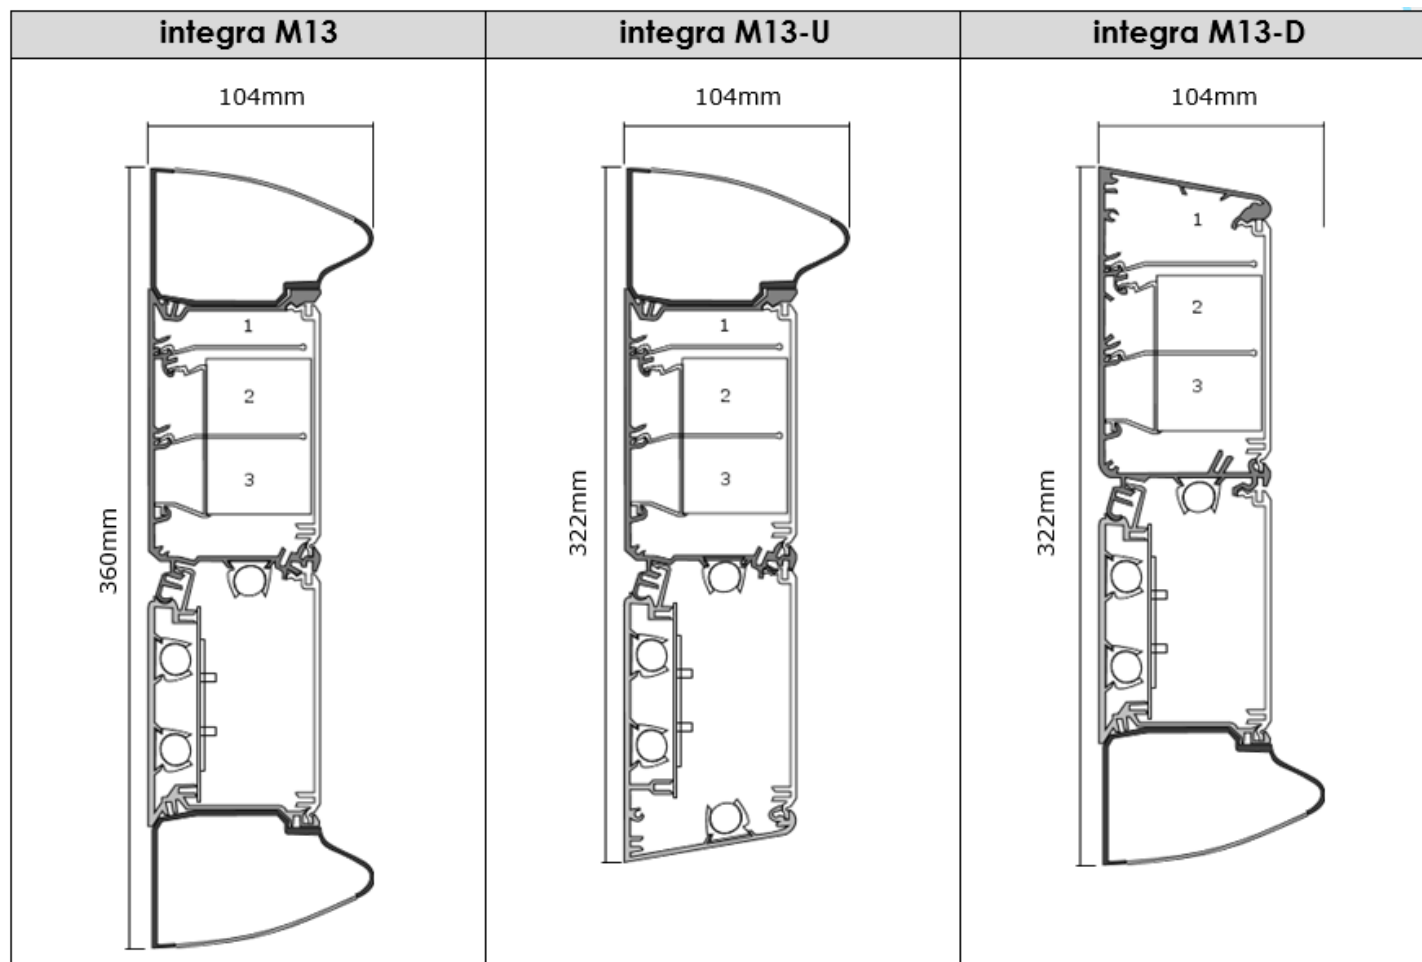 integra M13
integra M13-U
integra M13-D
104mm
104mm
104mm
1
2
3
360mm
1
2
3
322mm
1
2
3
322mm